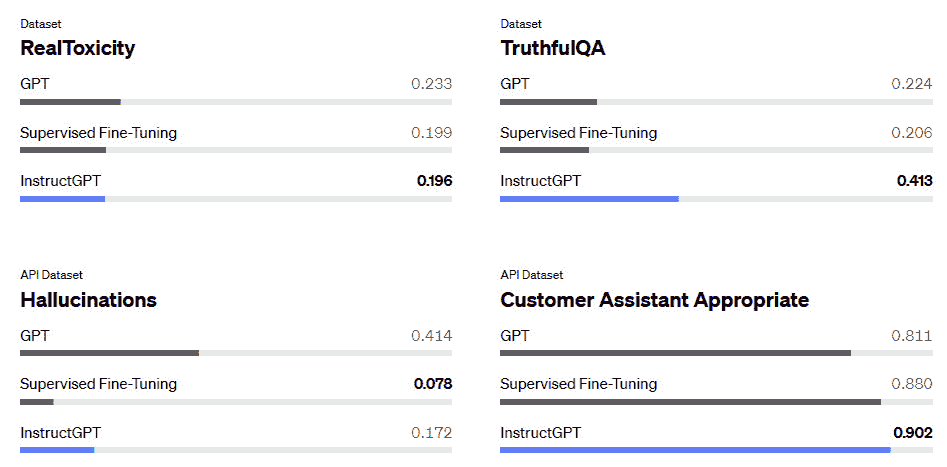 Dataset
RealToxicity
GPT 0.233
Supervised Fine-Tuning 0.199
InstructGPT 0.196
Dataset
TruthfulQA
GPT 0.224
Supervised Fine-Tuning 0.206
InstructGPT 0.413
API Dataset
Hallucinations
GPT 0.414
Supervised Fine-Tuning 0.078
InstructGPT 0.172
API Dataset
Customer Assistant Appropriate
GPT 0.811
Supervised Fine-Tuning 0.880
InstructGPT 0.902